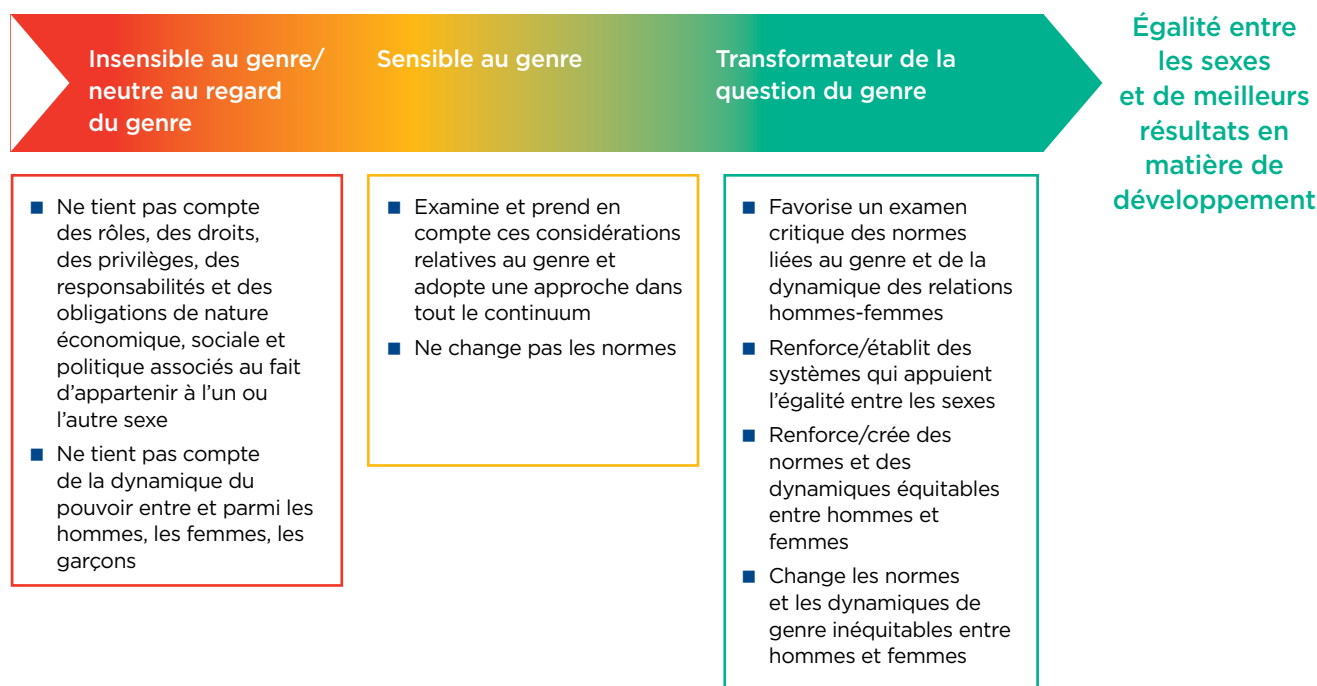 Insensible au genre/
neutre au regard
du genre
Sensible au genre
Transformateur de la
question du genre
Égalité entre
les sexes
et de meilleurs
résultats en
matière de
développement
■ Ne tient pas compte
des rôles, des droits,
des privilèges, des
responsabilités et des
obligations de nature
économique, sociale et
politique associés au fait
d’appartenir à l’un ou
l’autre sexe
■ Ne tient pas compte
de la dynamique du
pouvoir entre et parmi les
hommes, les femmes, les
garçons
■ Examine et prend en
compte ces considérations
relatives au genre et
adopte une approche dans
tout le continuum
■ Ne change pas les normes
■ Favorise un examen
critique des normes
liées au genre et de la
dynamique des relations
hommes-femmes
■ Renforce/établit des
systèmes qui appuient
l’égalité entre les sexes
■ Renforce/crée des
normes et des
dynamiques équitables
entre hommes et
femmes
■ Change les normes
et les dynamiques de
genre inéquitables entre
hommes et femmes